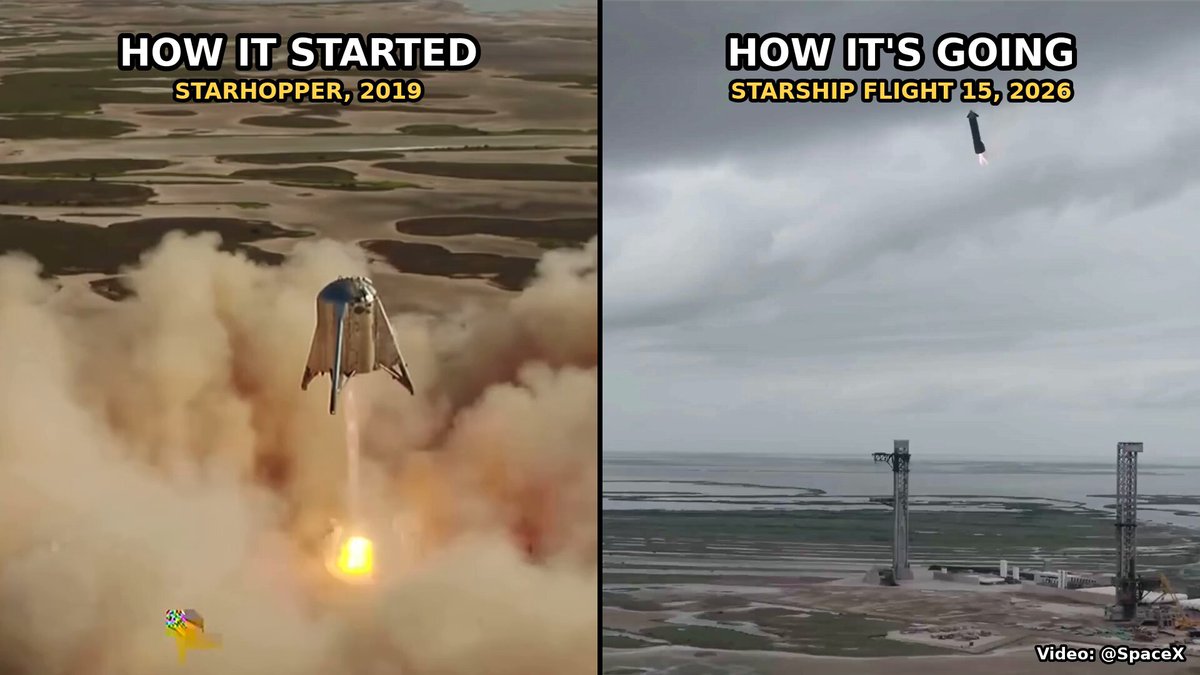 HOW IT STARTED
STARHOPPER, 2019
HOW IT'S GOING
STARSHIP FLIGHT 15, 2026
Video: @SpaceX